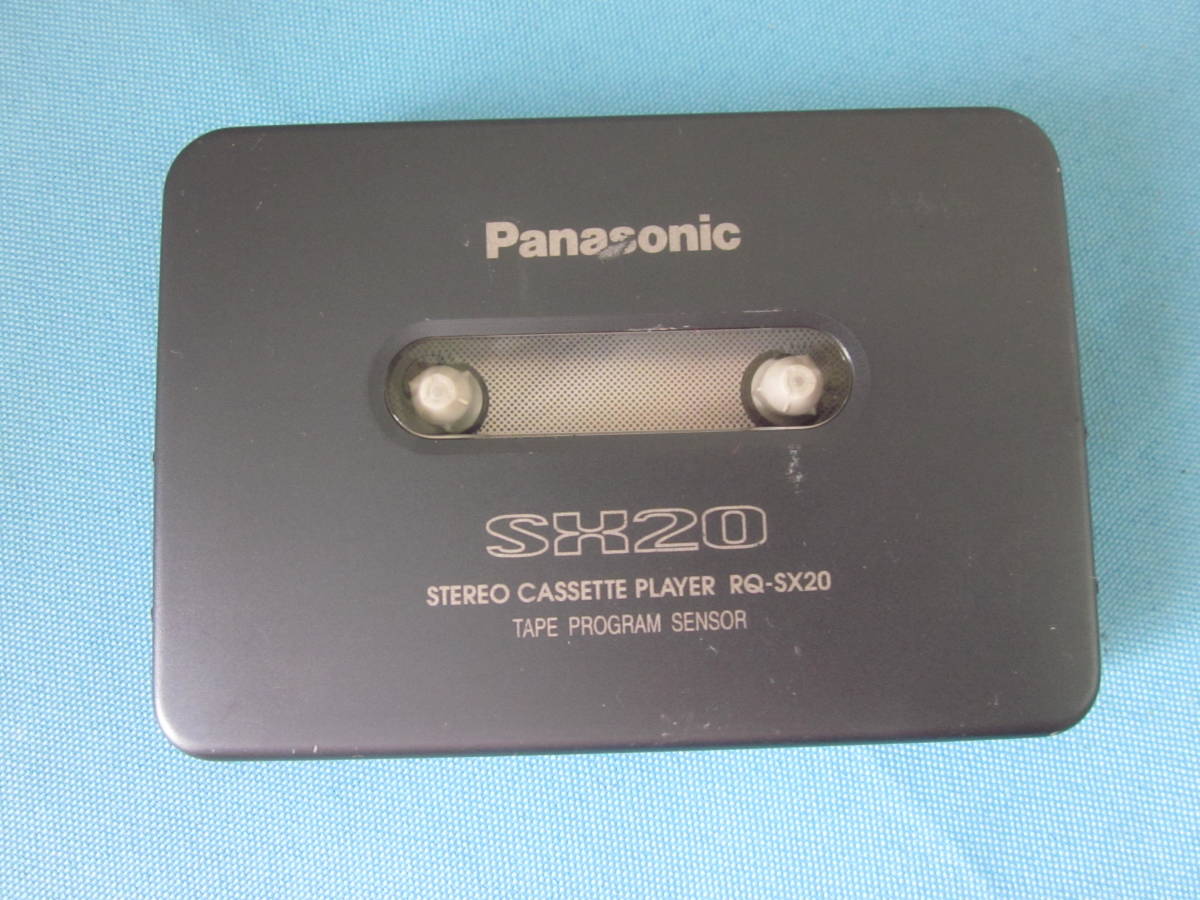 Panasonic
SX20
STEREO CASSETTE PLAYER RQ-SX20
TAPE PROGRAM SENSOR